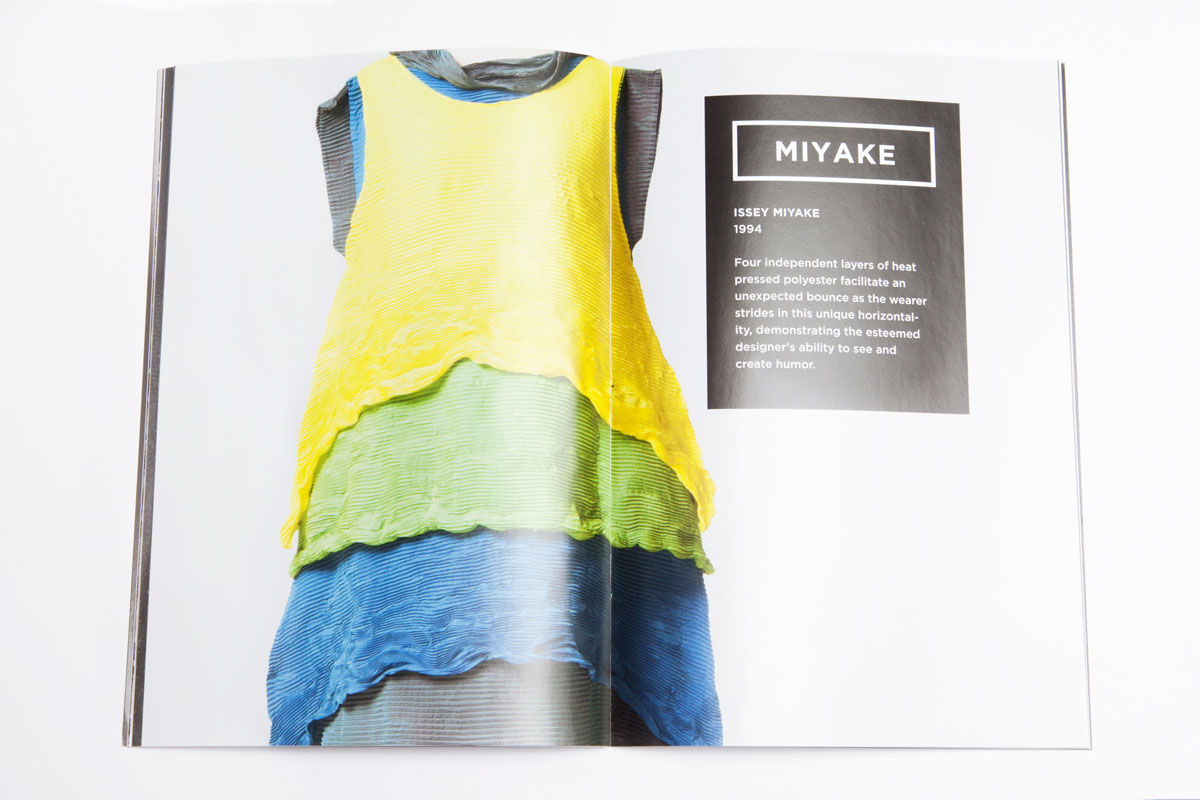 MIYAKE
ISSEY MIYAKE
1994
Four independent layers of heat
pressed polyester facilitate an
unexpected bounce as the wearer
strides in this unique horizontal-
ity, demonstrating the esteemed
designer's ability to see and
create humor.